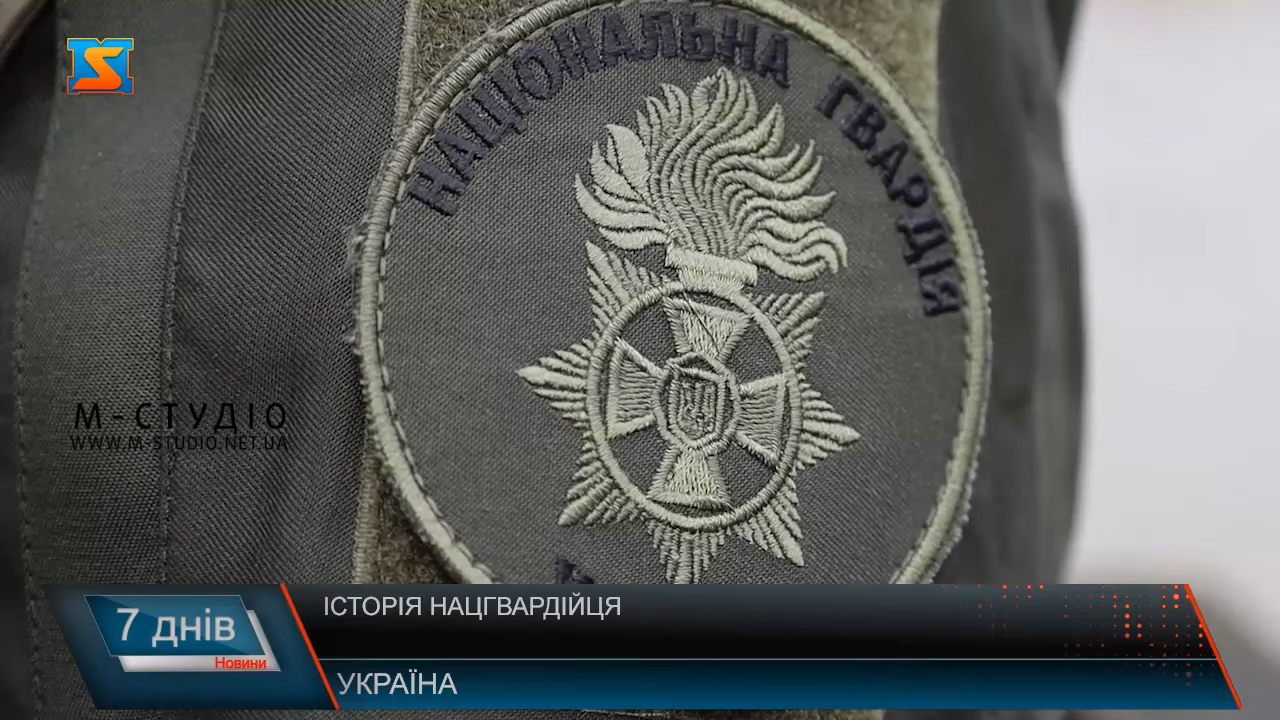 НАЦІОНАЛЬНА ГВАРДІЯ
М-СТУДІО
WWW.M-STUDIO.NET.UA
ІСТОРІЯ НАЦГВАРДІЙЦЯ
7 днів
Новини
УКРАЇНА